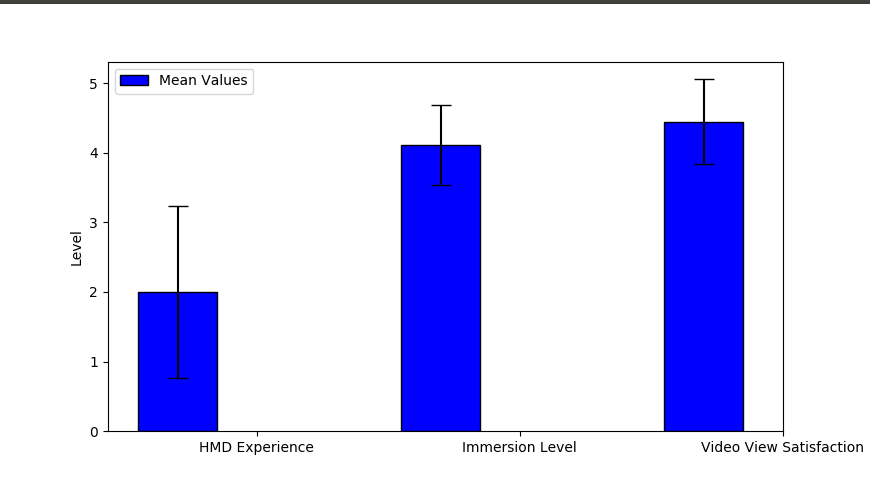 Mean Values
5
4
3
2
1
0
Level
HMD Experience
Immersion Level
Video View Satisfaction